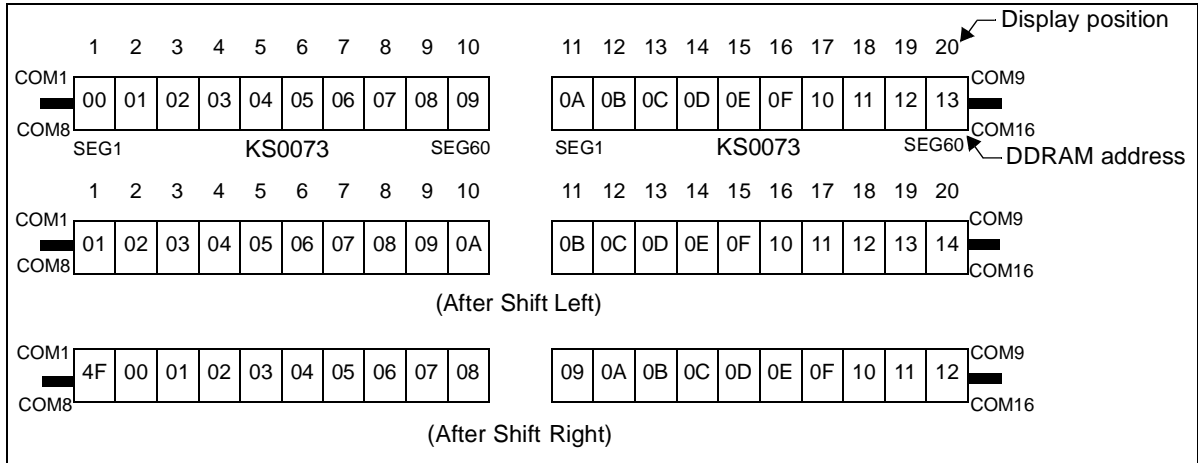 Display position
1 2 3 4 5 6 7 8 9 10 11 12 13 14 15 16 17 18 19 20
COM1 COM9
00 01 02 03 04 05 06 07 08 09 0A 0B 0C 0D 0E 0F 10 11 12 13
COM8 COM16
SEG1 KS0073 SEG60 SEG1 KS0073 SEG60
DDRAM address
1 2 3 4 5 6 7 8 9 10 11 12 13 14 15 16 17 18 19 20
COM1 COM9
01 02 03 04 05 06 07 08 09 0A 0B 0C 0D 0E 0F 10 11 12 13 14
COM8 COM16
(After Shift Left)
COM1 COM9
4F 00 01 02 03 04 05 06 07 08 09 0A 0B 0C 0D 0E 0F 10 11 12
COM8 COM16
(After Shift Right)